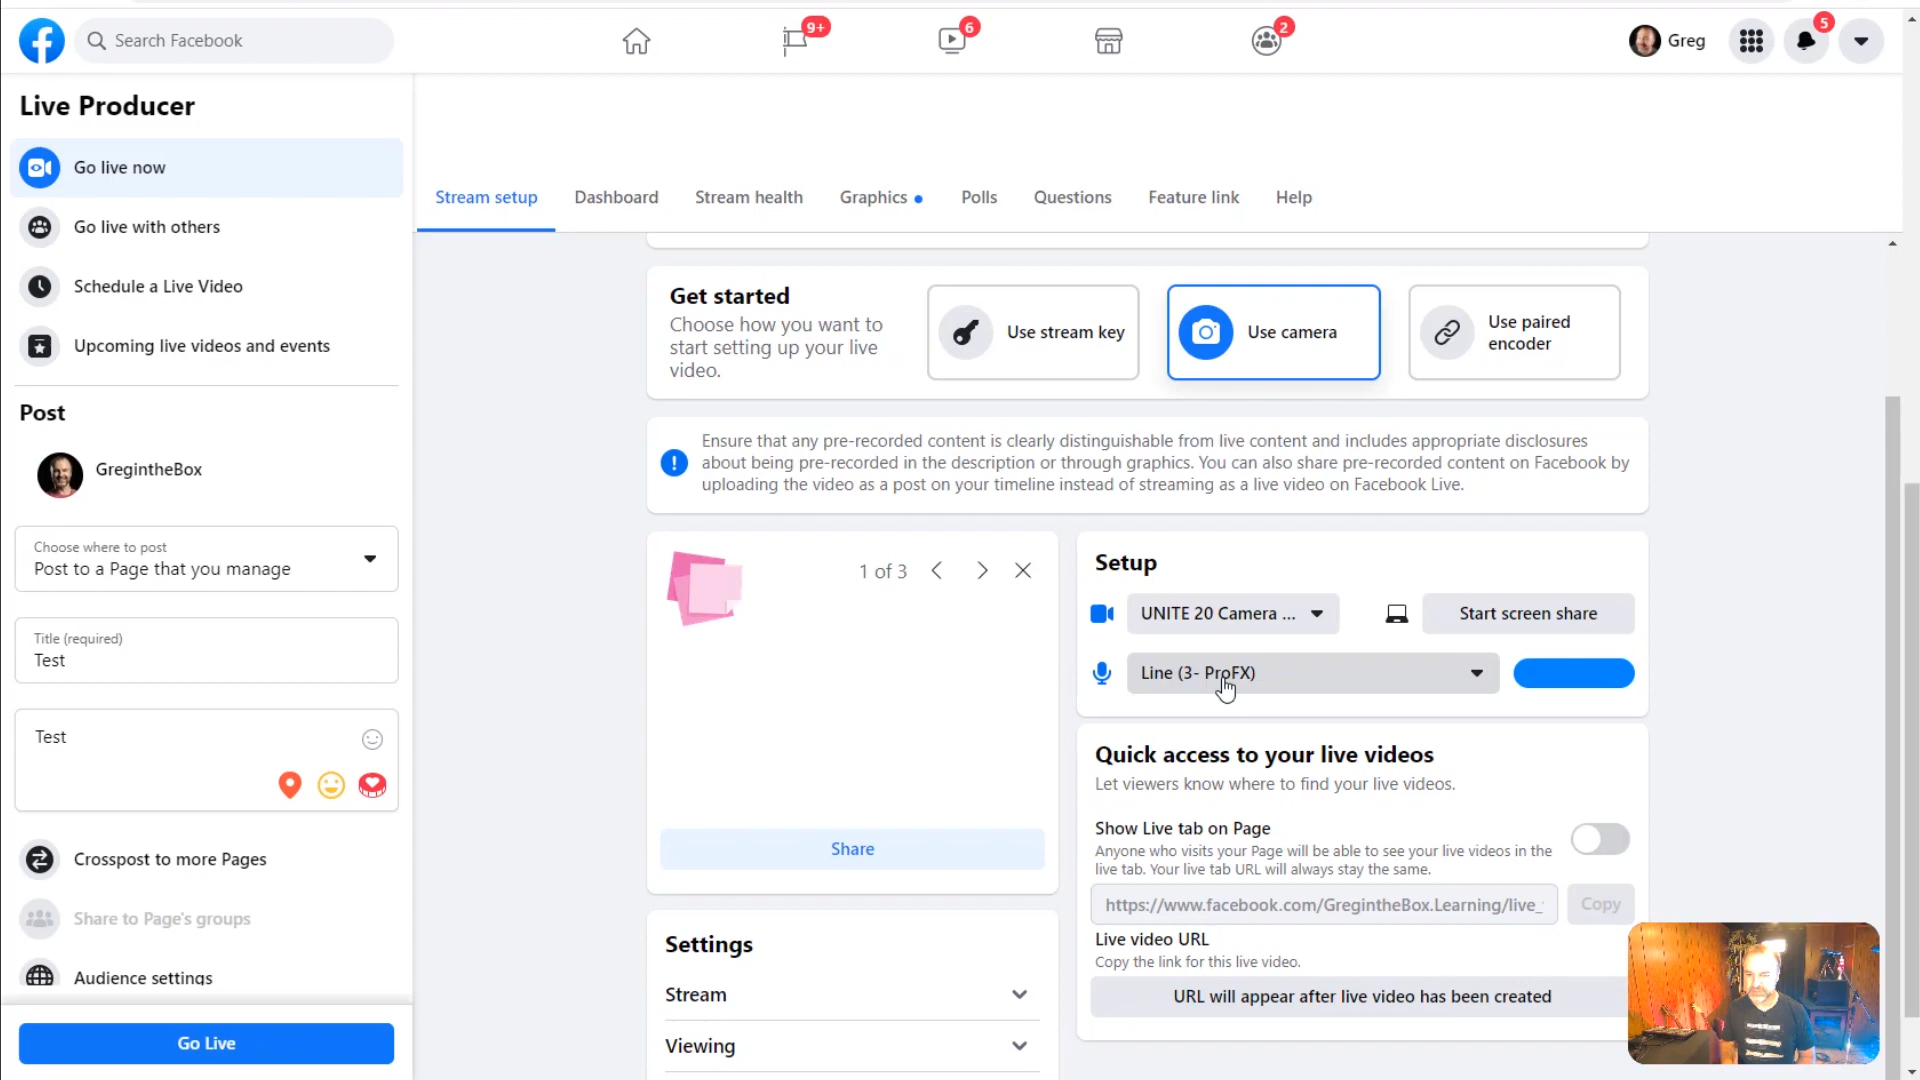 Search Facebook
9+
6
2
Greg
5
Live Producer
Go live now
Go live with others
Schedule a Live Video
Upcoming live videos and events
Post
GregintheBox
Choose where to post
Post to a Page that you manage
Title (required)
Test
Test
Crosspost to more Pages
Share to Page's groups
Audience settings
Go Live
Stream setup
Dashboard
Stream health
Graphics
Polls
Questions
Feature link
Help
Get started
Choose how you want to
start setting up your live
video.
Use stream key
Use camera
Use paired
encoder
Ensure that any pre-recorded content is clearly distinguishable from live content and includes appropriate disclosures
about being pre-recorded in the description or through graphics. You can also share pre-recorded content on Facebook by
uploading the video as a post on your timeline instead of streaming as a live video on Facebook Live.
1 of 3
Share
Settings
Stream
Viewing
Setup
UNITE 20 Camera ...
Start screen share
Line (3- ProFX)
Quick access to your live videos
Let viewers know where to find your live videos.
Show Live tab on Page
Anyone who visits your Page will be able to see your live videos in the
live tab. Your live tab URL will always stay the same.
https://www.facebook.com/GregintheBox.Learning/live_
Copy
Live video URL
Copy the link for this live video.
URL will appear after live video has been created